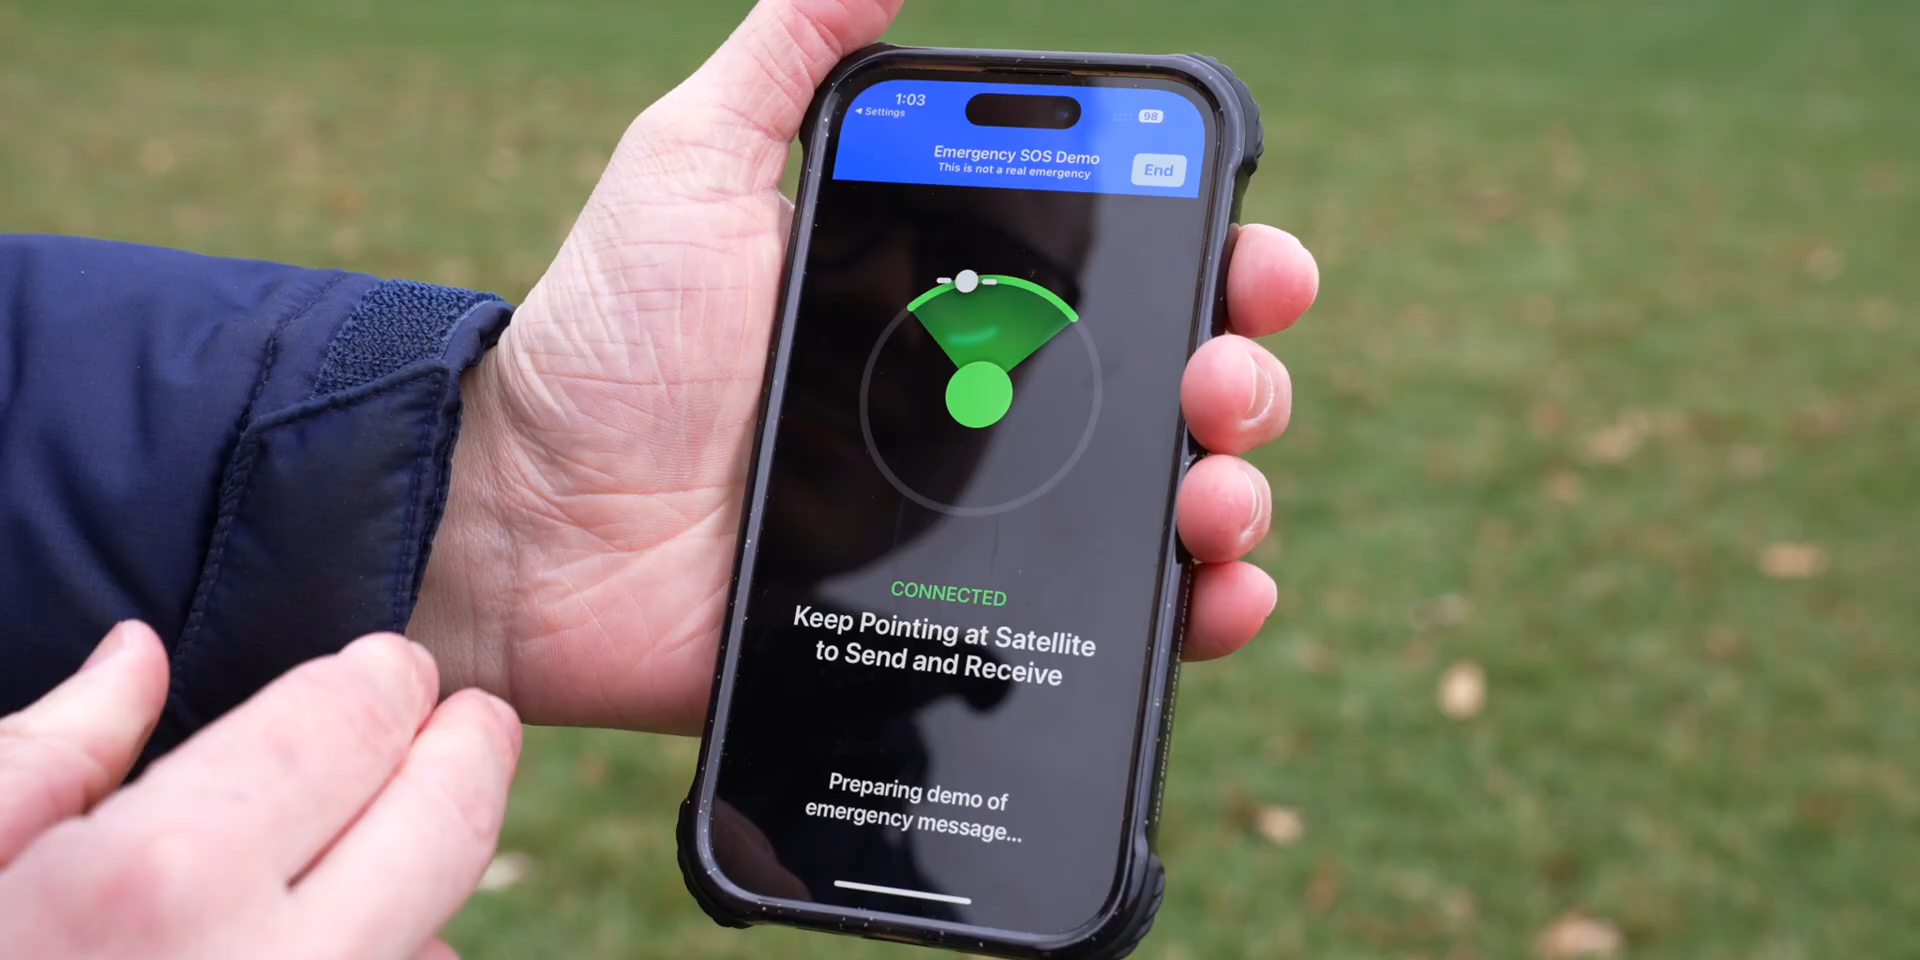 1:03
◀ Settings
98
Emergency SOS Demo
This is not a real emergency
End
CONNECTED
Keep Pointing at Satellite
to Send and Receive
Preparing demo of
emergency message...